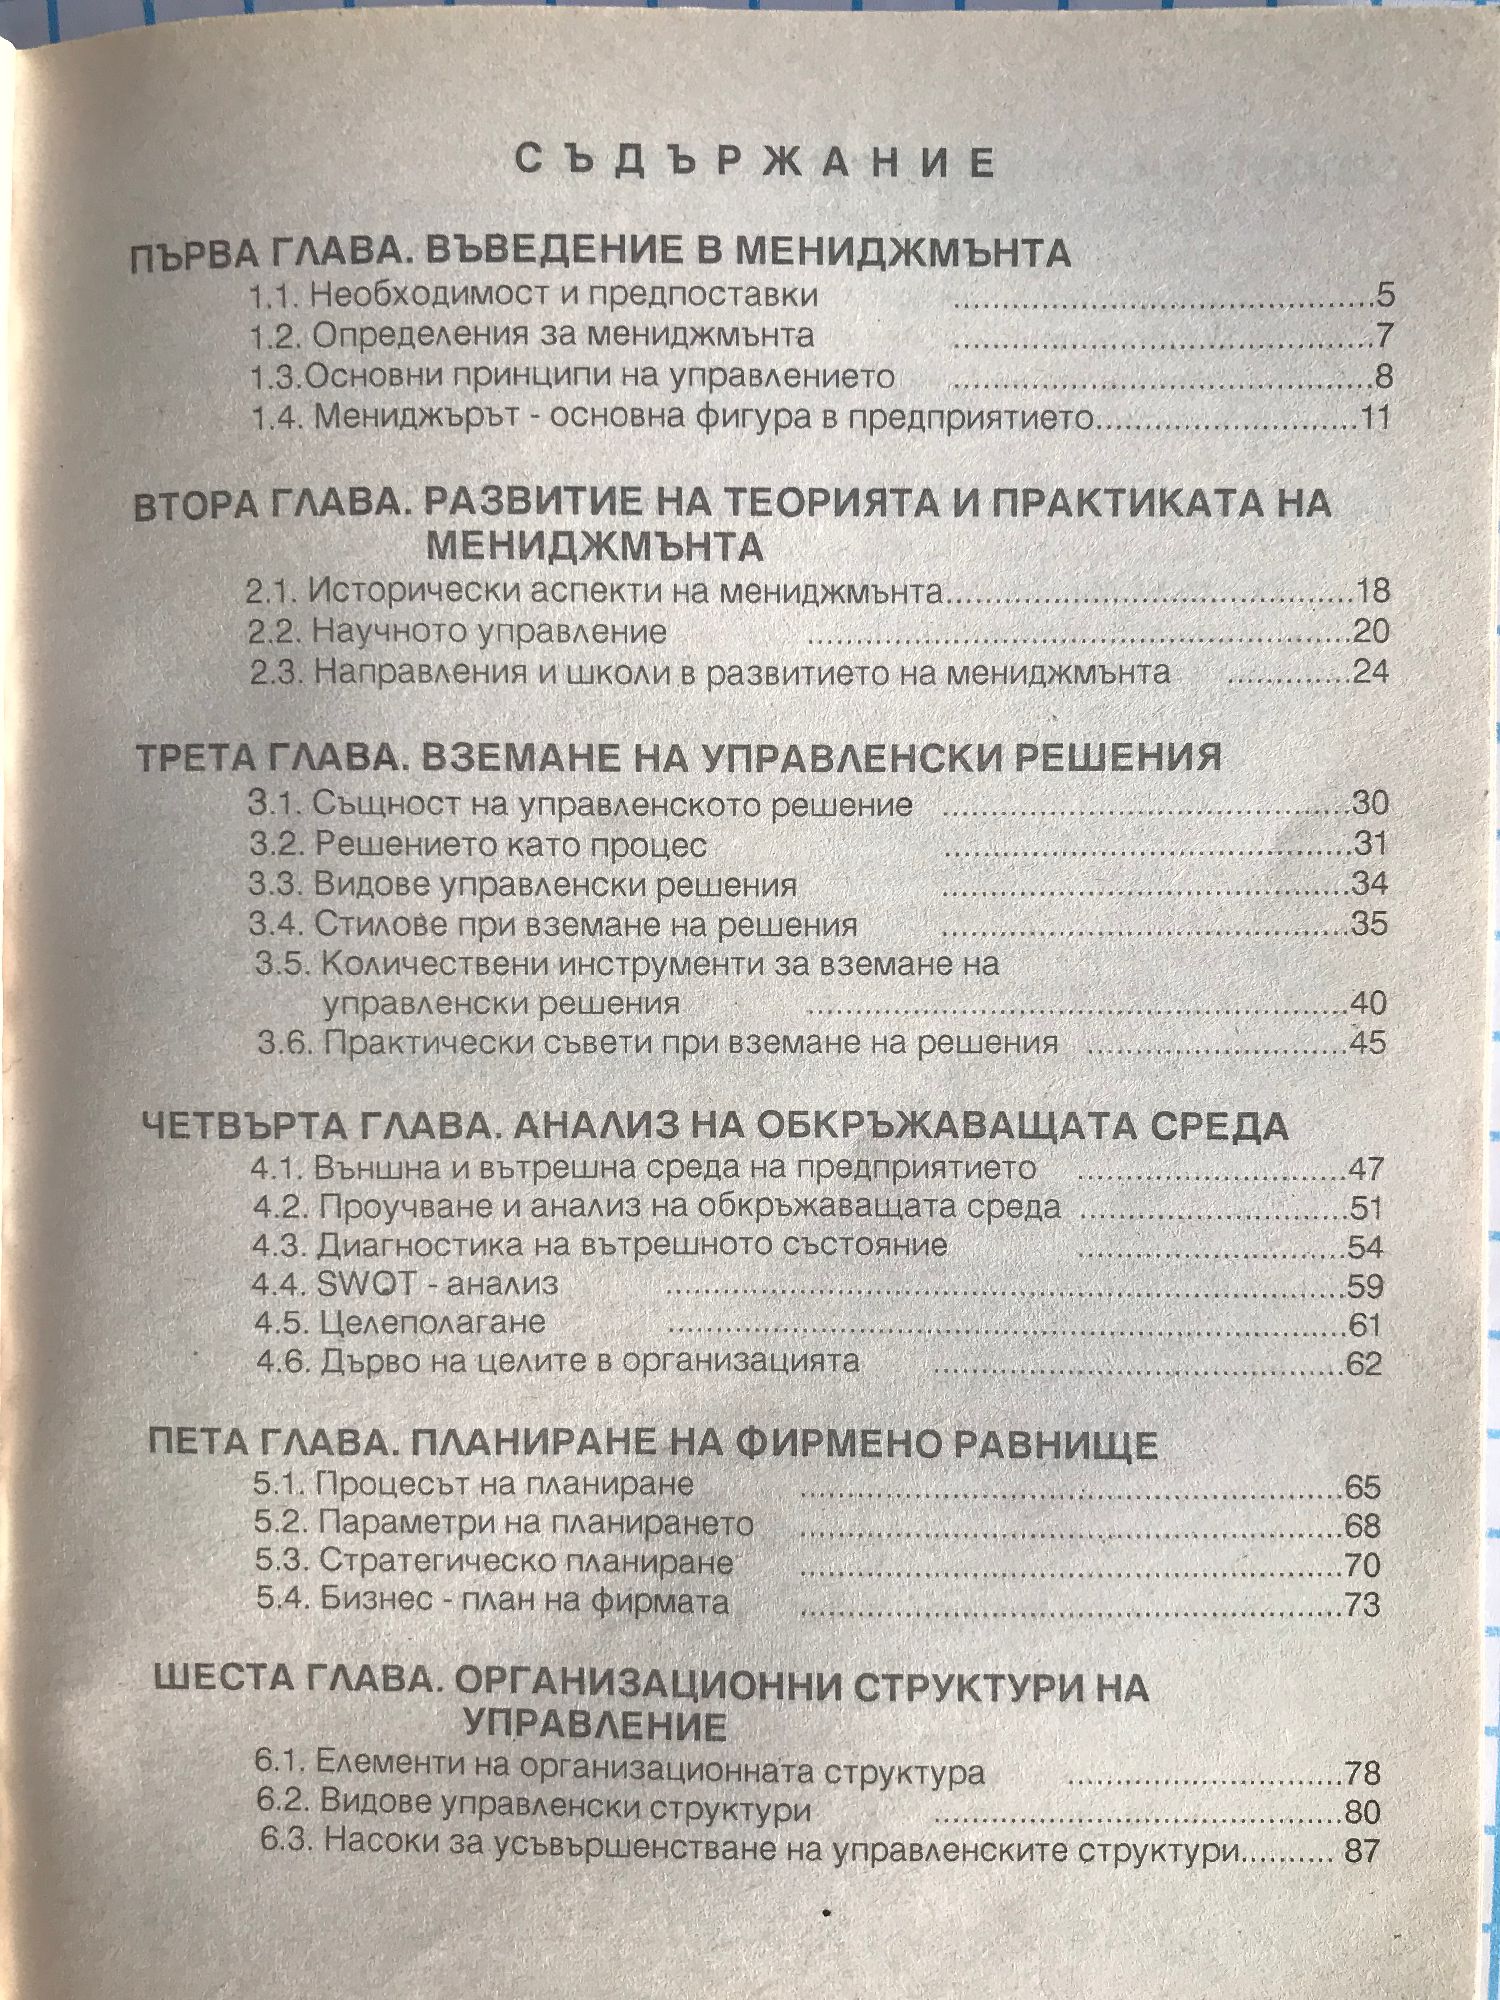 СЪДЪРЖАНИЕ
ПЪРВА ГЛАВА. ВЪВЕДЕНИЕ В МЕНИДЖМЪНТА
1.1. Необходимост и предпоставки ..........................................5
1.2. Определения за мениджмънта ..........................................7
1.3.Основни принципи на управлението ..........................................8
1.4. Мениджърът - основна фигура в предприятието..........................11
ВТОРА ГЛАВА. РАЗВИТИЕ НА ТЕОРИЯТА И ПРАКТИКАТА НА
МЕНИДЖМЪНТА
2.1. Исторически аспекти на мениджмънта.........................................18
2.2. Научното управление ......................................................20
2.3. Направления и школи в развитието на мениджмънта .............24
ТРЕТА ГЛАВА. ВЗЕМАНЕ НА УПРАВЛЕНСКИ РЕШЕНИЯ
3.1. Същност на управленското решение .........................................30
3.2. Решението като процес .........................................31
3.3. Видове управленски решения .........................................34
3.4. Стилове при вземане на решения .........................................35
3.5. Количествени инструменти за вземане на
управленски решения ......................................................40
3.6. Практически съвети при вземане на решения ..........................45
ЧЕТВЪРТА ГЛАВА. АНАЛИЗ НА ОБКРЪЖАВАЩАТА СРЕДА
4.1. Външна и вътрешна среда на предприятието ...........................47
4.2. Проучване и анализ на обкръжаващата среда ...........................51
4.3. Диагностика на вътрешното състояние ...........................54
4.4. SWOT - анализ ....................................................................59
4.5. Целеполагане ....................................................................61
4.6. Дърво на целите в организацията .........................................62
ПЕТА ГЛАВА. ПЛАНИРАНЕ НА ФИРМЕНО РАВНИЩЕ
5.1. Процесът на планиране ......................................................65
5.2. Параметри на планирането ......................................................68
5.3. Стратегическо планиране ......................................................70
5.4. Бизнес - план на фирмата ......................................................73
ШЕСТА ГЛАВА. ОРГАНИЗАЦИОННИ СТРУКТУРИ НА
УПРАВЛЕНИЕ
6.1. Елементи на организационната структура ...........................78
6.2. Видове управленски структури .........................................80
6.3. Насоки за усъвършенстване на управленските структури.......... 87